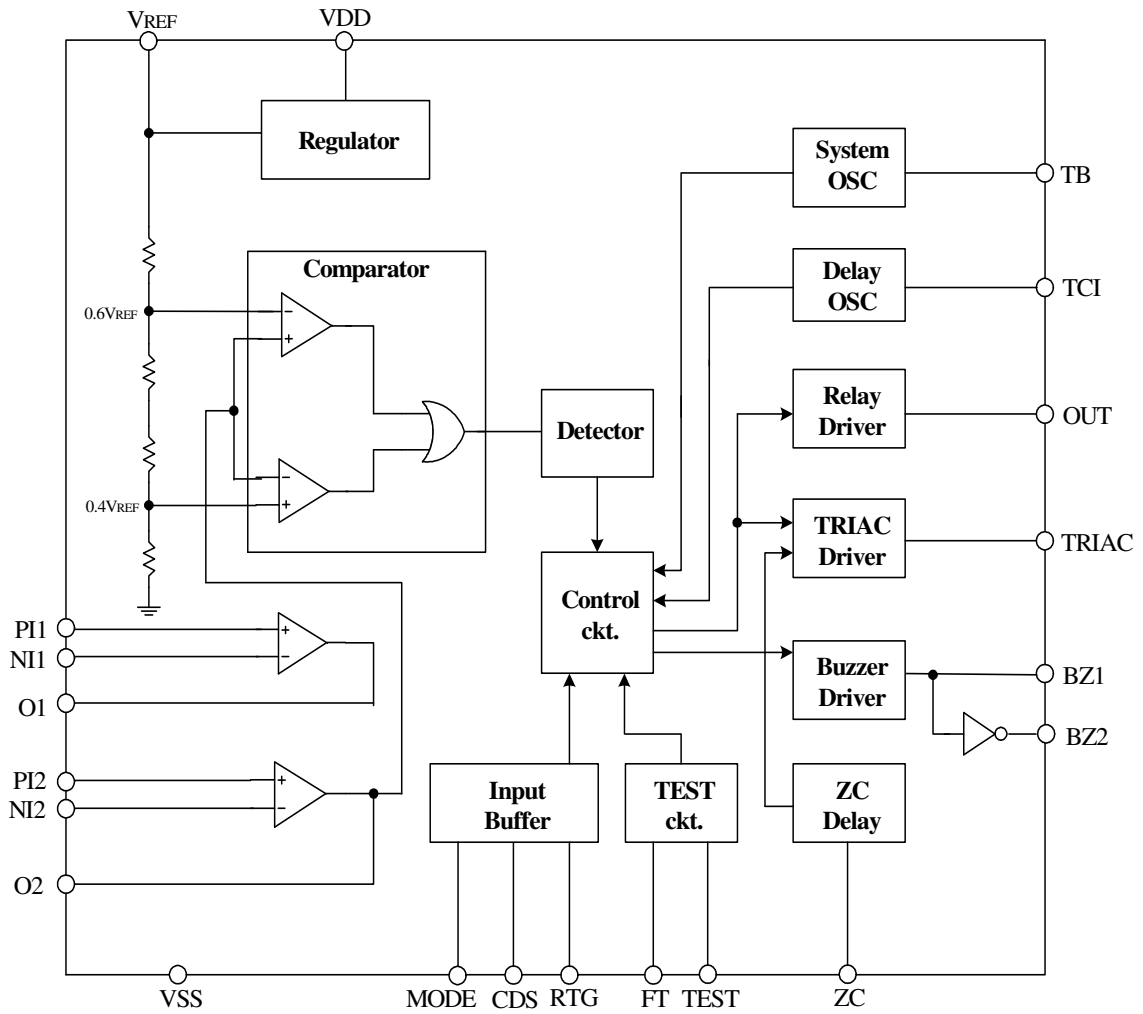 VREF
VDD
Regulator
System
OSC
TB
Comparator
Delay
OSC
TCI
0.6VREF
−
+
Relay
Driver
OUT
Detector
−
+
0.4VREF
TRIAC
Driver
TRIAC
Control
ckt.
PI1
+
NI1
−
Buzzer
Driver
BZ1
O1
BZ2
PI2
+
NI2
−
Input
Buffer
TEST
ckt.
ZC
Delay
O2
VSS
MODE
CDS
RTG
FT
TEST
ZC